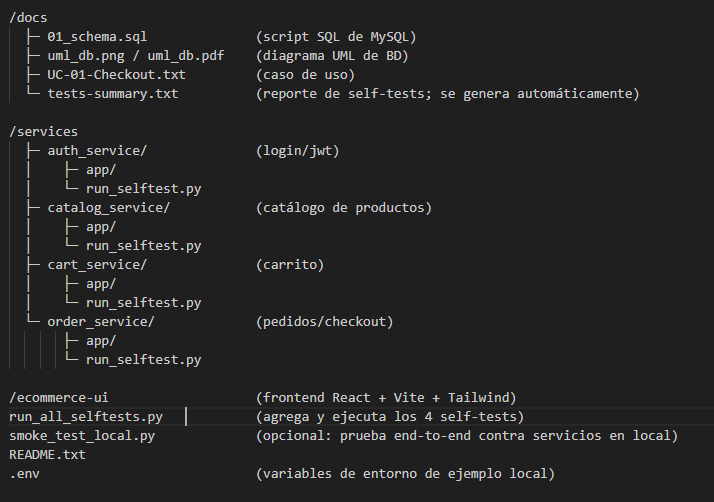 /docs
  ├─ 01_schema.sql              (script SQL de MySQL)
  ├─ uml_db.png / uml_db.pdf    (diagrama UML de BD)
  ├─ UC-01-Checkout.txt         (caso de uso)
  └─ tests-summary.txt          (reporte de self-tests; se genera automáticamente)

/services
  ├─ auth_service/              (login/jwt)
  │    ├─ app/
  │    └─ run_selftest.py
  ├─ catalog_service/           (catálogo de productos)
  │    ├─ app/
  │    └─ run_selftest.py
  ├─ cart_service/              (carrito)
  │    ├─ app/
  │    └─ run_selftest.py
  └─ order_service/             (pedidos/checkout)
       ├─ app/
       └─ run_selftest.py

/ecommerce-ui                   (frontend React + Vite + Tailwind)
run_all_selftests.py            (agrega y ejecuta los 4 self-tests)
smoke_test_local.py             (opcional: prueba end-to-end contra servicios en local)
README.txt
.env                            (variables de entorno de ejemplo local)